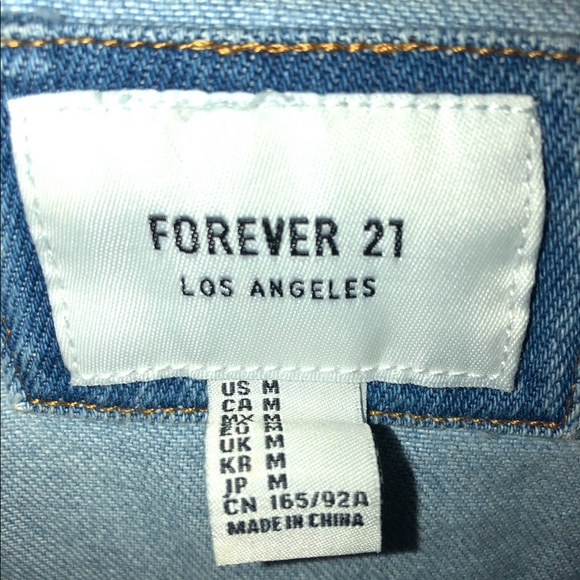 FOREVER 21
LOS ANGELES
US M
CA M
MX M
EU M
UK M
KR M
JP M
CN 165/92A
MADE IN CHINA